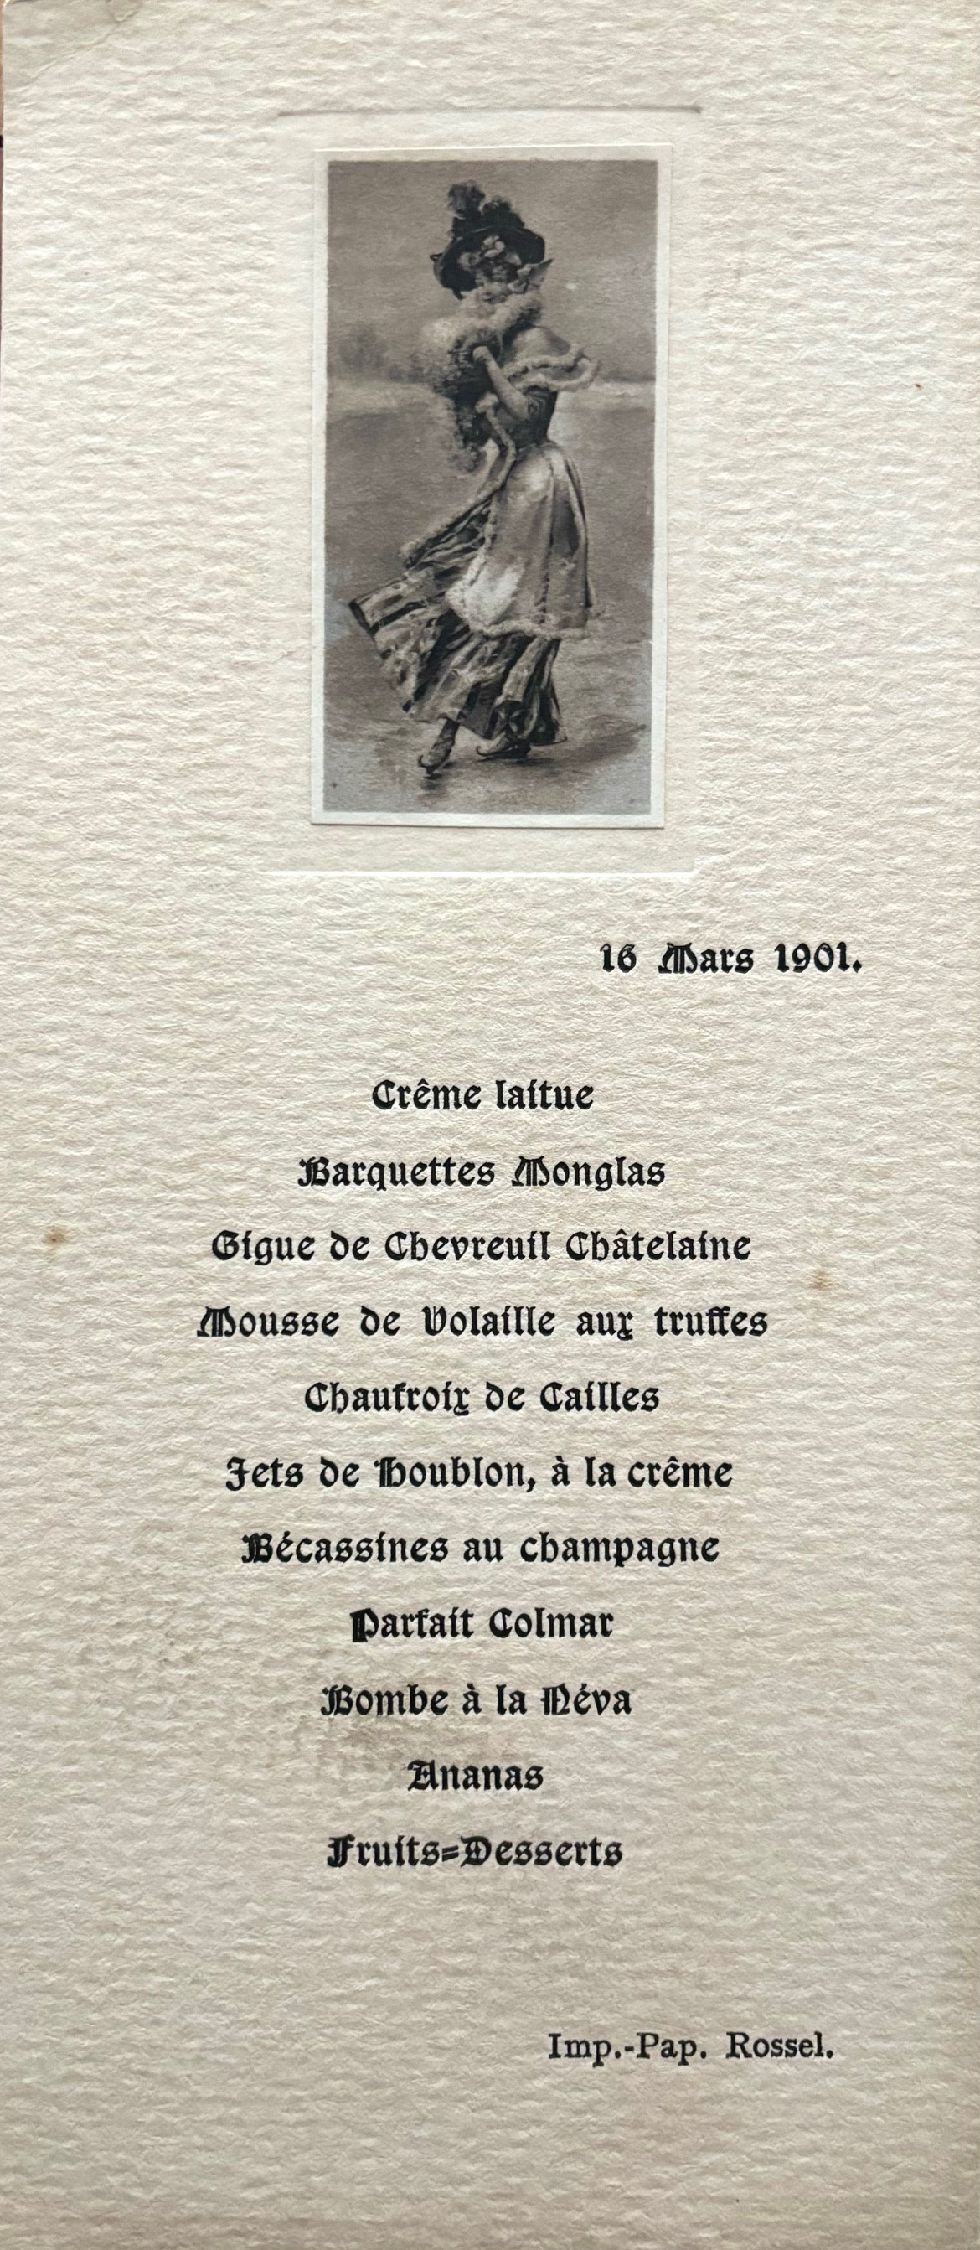 16 Mars 1901.
Crême laitue
Barquettes Monglas
Gigue de Chevreuil Châtelaine
Mousse de Volaille aux truffes
Chaufroix de Cailles
Jets de Houblon, à la crême
Bécassines au champagne
Parfait Colmar
Bombe à la Néva
Ananas
Fruits=Desserts
Imp.-Pap. Rossel.